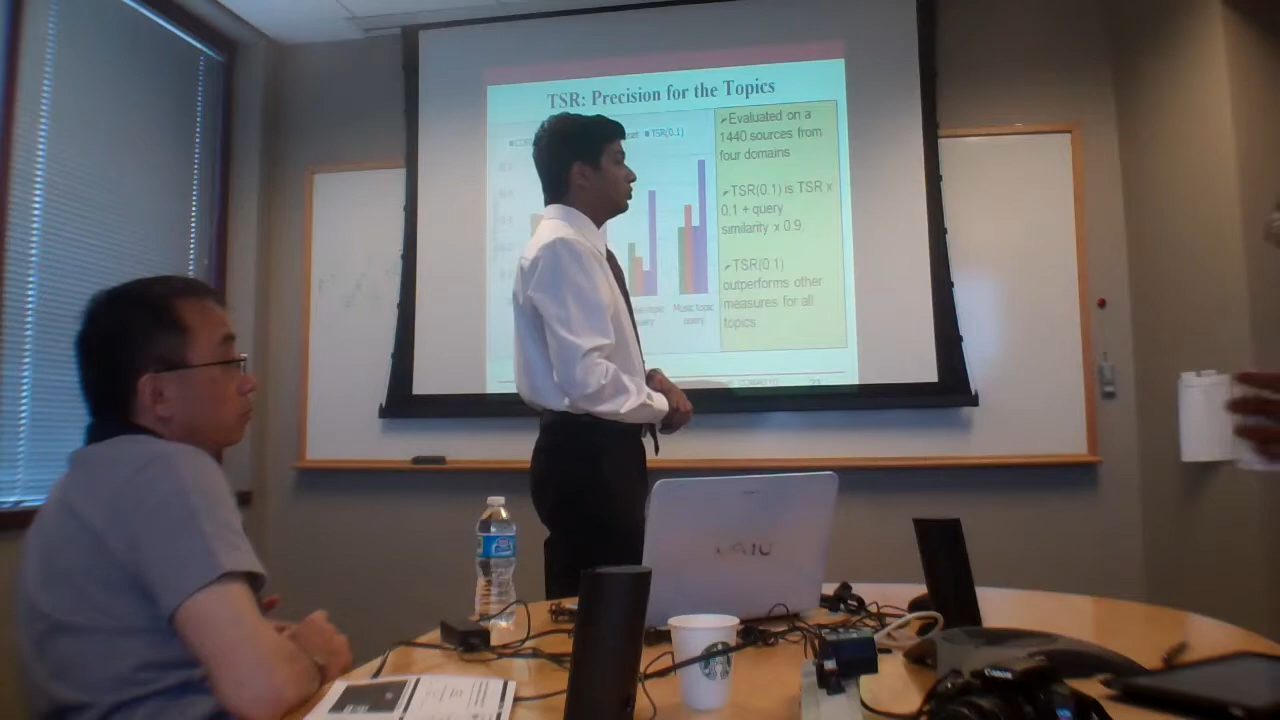 TSR: Precision for the Topics
TSR(0.1)
Music topic
query
➢Evaluated on a
1440 sources from
four domains
➢TSR(0.1) is TSR x
0.1 + query
similarity x 0.9.
➢TSR(0.1)
outperforms other
measures for all
topics.
VAIO
Canon